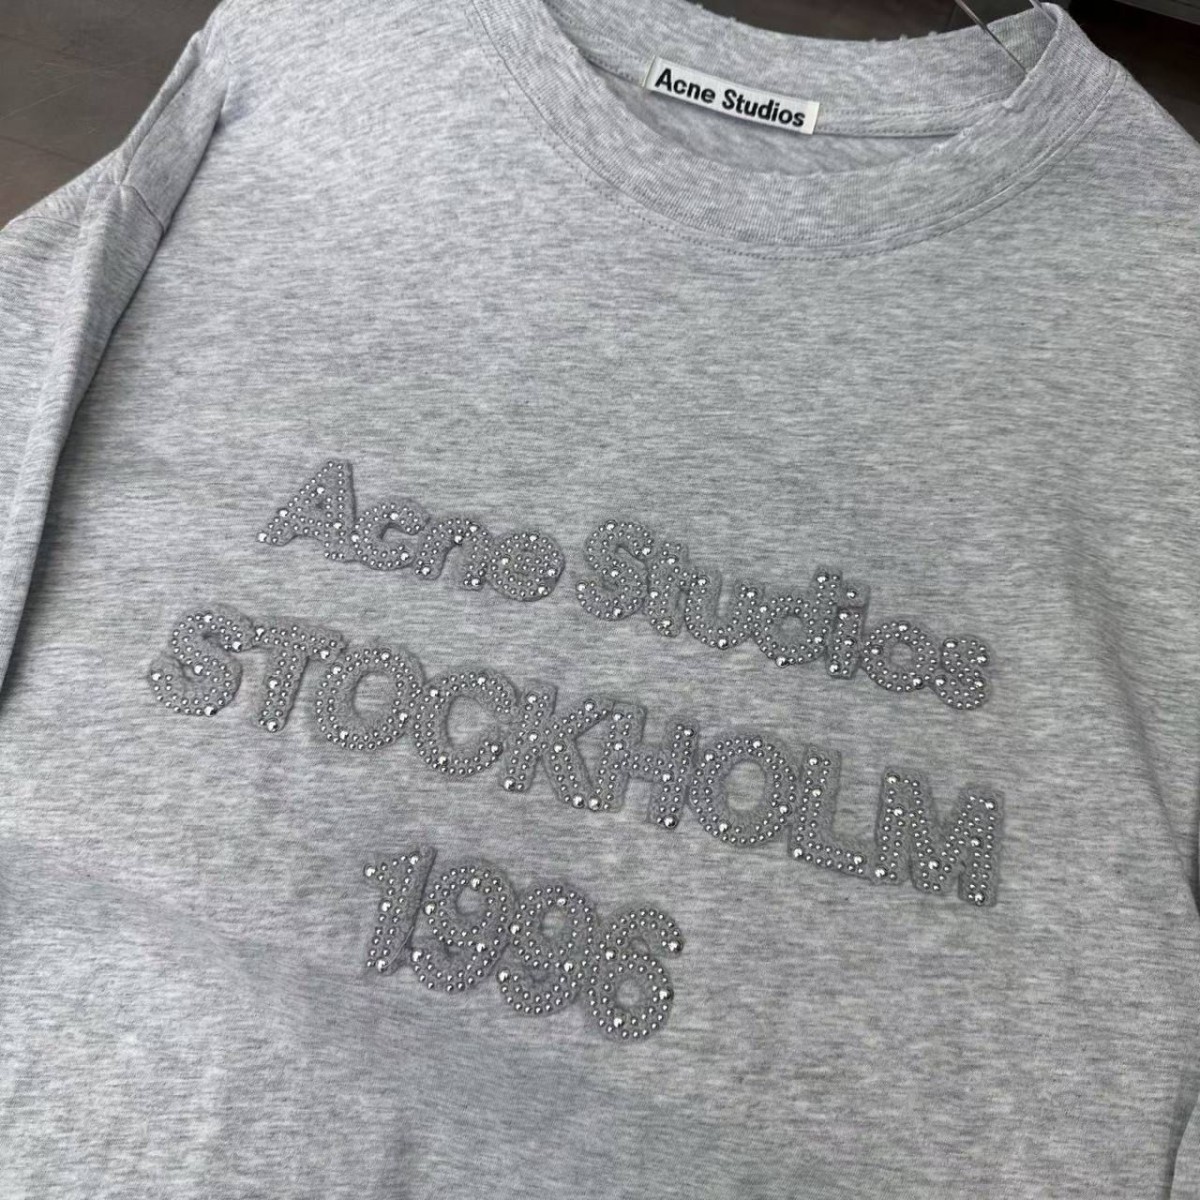 Acne Studios
Acne Studios
STOCKHOLM
1996